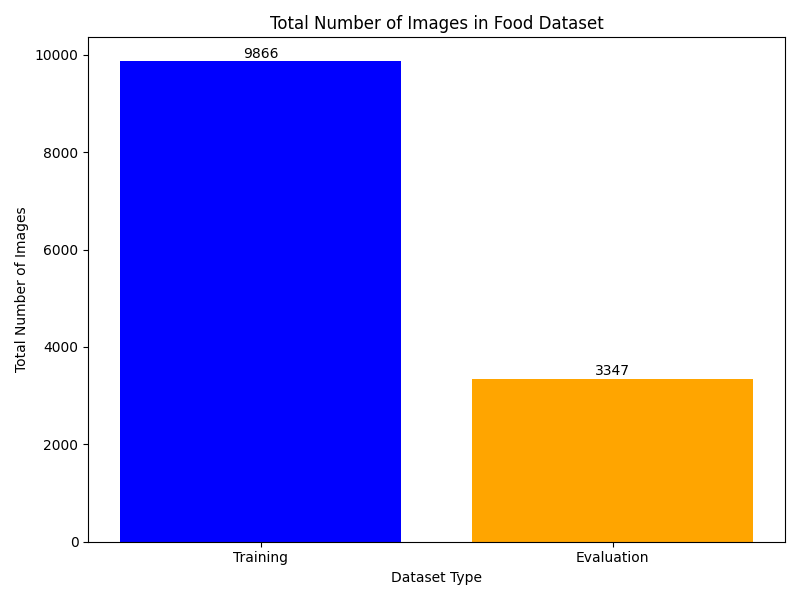 Total Number of Images in Food Dataset
Total Number of Images
10000
8000
6000
4000
2000
0
9866
3347
Training
Evaluation
Dataset Type